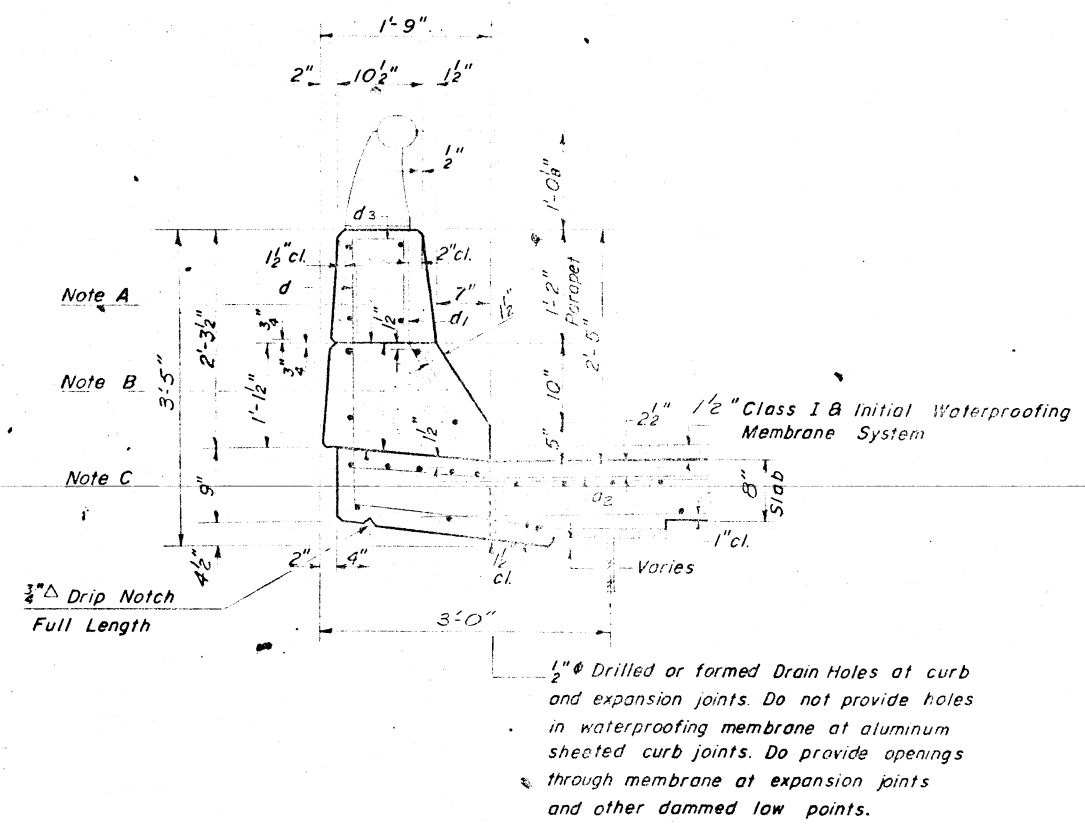 1'-9"
2" 10½" 1½"
½"
1'-0⅛"
d3
1½"cl.
2"cl.
d
7"
1½"
Note A
¾"
½"
d1
1'-2"
Parapet
2'-5"
2'-3½"
¾"
3'-5"
Note B
1'-1½"
10"
2½" 1½" Class I & Initial Waterproofing
Membrane System
½"
5"
Note C
9"
a2
8"
Slab
1"cl.
4½"
2" 4"
1½
cl.
Varies
¾"Δ Drip Notch
Full Length
3'-0"
½"φ Drilled or formed Drain Holes at curb
and expansion joints. Do not provide holes
in waterproofing membrane at aluminum
sheeted curb joints. Do provide openings
through membrane at expansion joints
and other dammed low points.